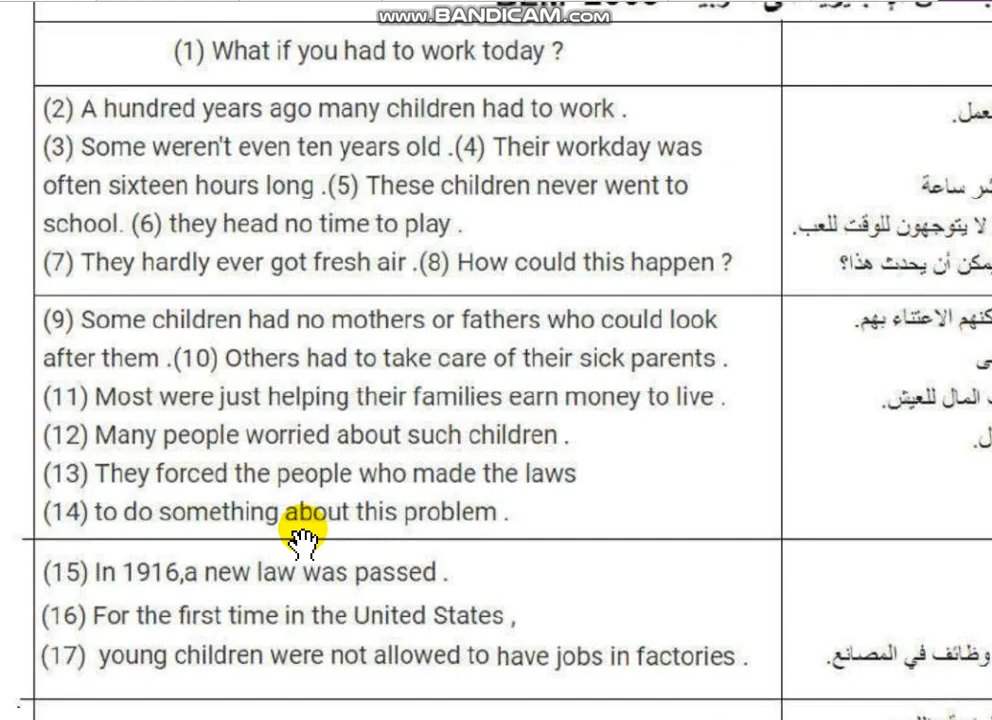 www.BANDICAM.com
(1) What if you had to work today ?
(2) A hundred years ago many children had to work .
(3) Some weren't even ten years old .(4) Their workday was
often sixteen hours long .(5) These children never went to
school. (6) they head no time to play .
(7) They hardly ever got fresh air .(8) How could this happen ?
ساعة
لا يتوجهون للوقت للعب.
أن يحدث هذا؟
(9) Some children had no mothers or fathers who could look
after them .(10) Others had to take care of their sick parents .
(11) Most were just helping their families earn money to live .
(12) Many people worried about such children .
(13) They forced the people who made the laws
(14) to do something about this problem .
الاعتناء بهم.
المال للعيش.
(15) In 1916,a new law was passed .
(16) For the first time in the United States ,
(17) young children were not allowed to have jobs in factories .
وظائف في المصانع.